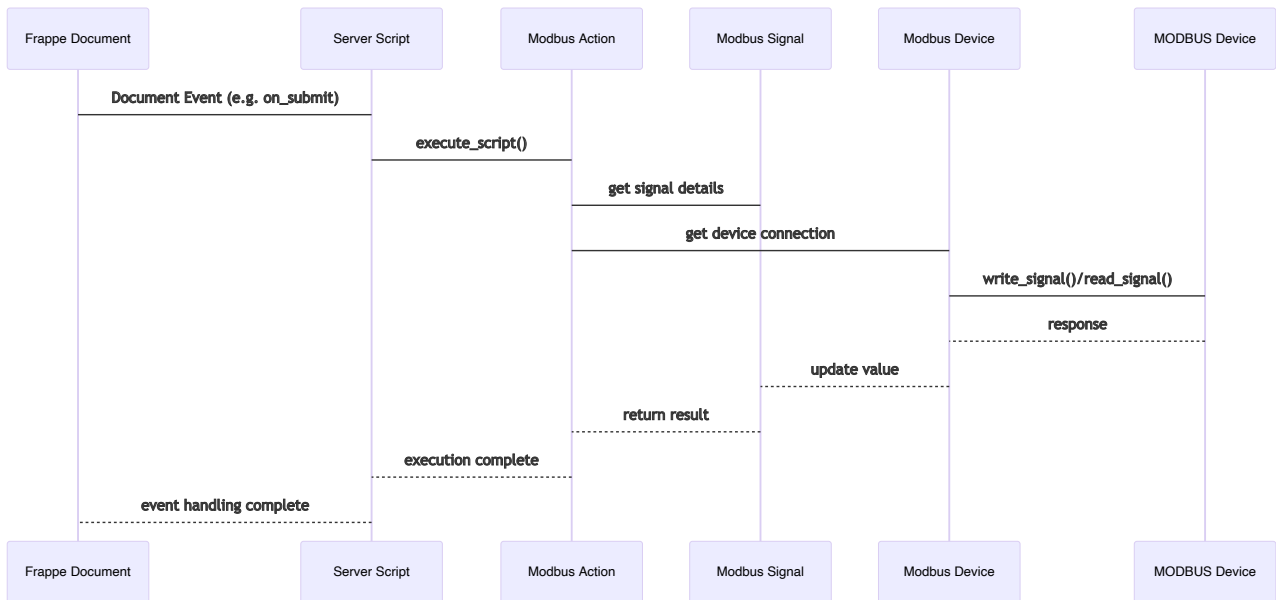 Frappe Document
Server Script
Modbus Action
Modbus Signal
Modbus Device
MODBUS Device
Document Event (e.g. on_submit)
execute_script()
get signal details
get device connection
write_signal()/read_signal()
response
update value
return result
execution complete
event handling complete
Frappe Document
Server Script
Modbus Action
Modbus Signal
Modbus Device
MODBUS Device